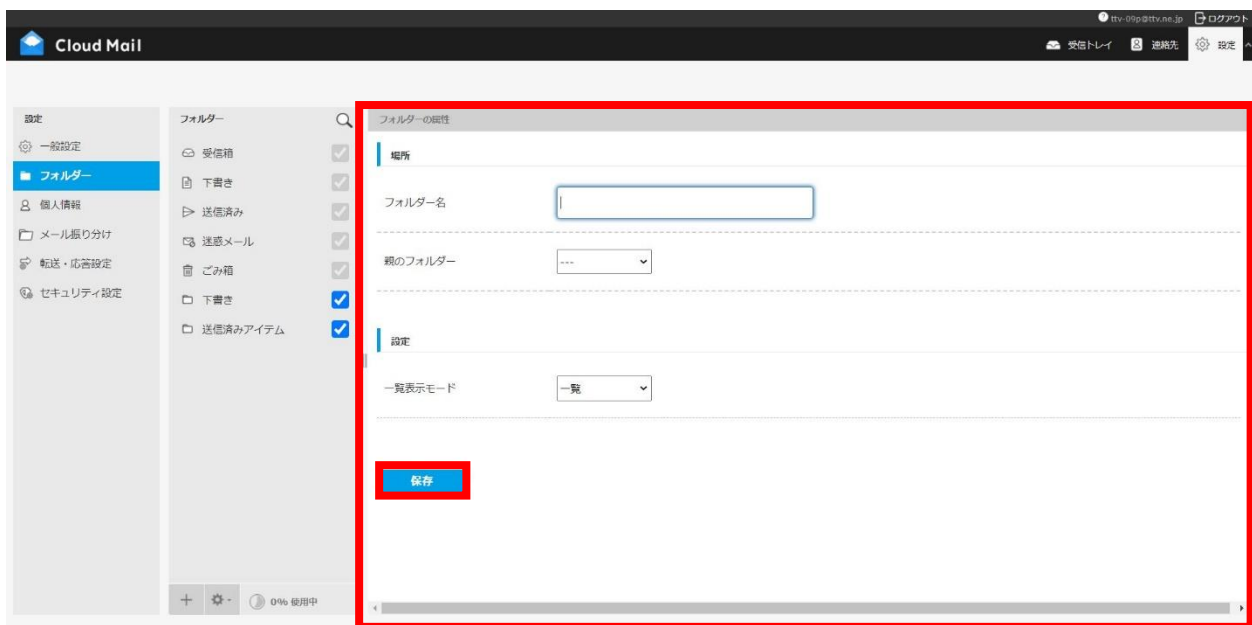 ttv-09p@ttv.ne.jp ログアウト
Cloud Mail
受信トレイ 連絡先 設定
設定
一般設定
フォルダー
個人情報
メール振り分け
転送・応答設定
セキュリティ設定
フォルダー
受信箱
下書き
送信済み
迷惑メール
ごみ箱
下書き
送信済みアイテム
0% 使用中
フォルダーの属性
場所
フォルダー名
親のフォルダー
---
設定
一覧表示モード
一覧
保存